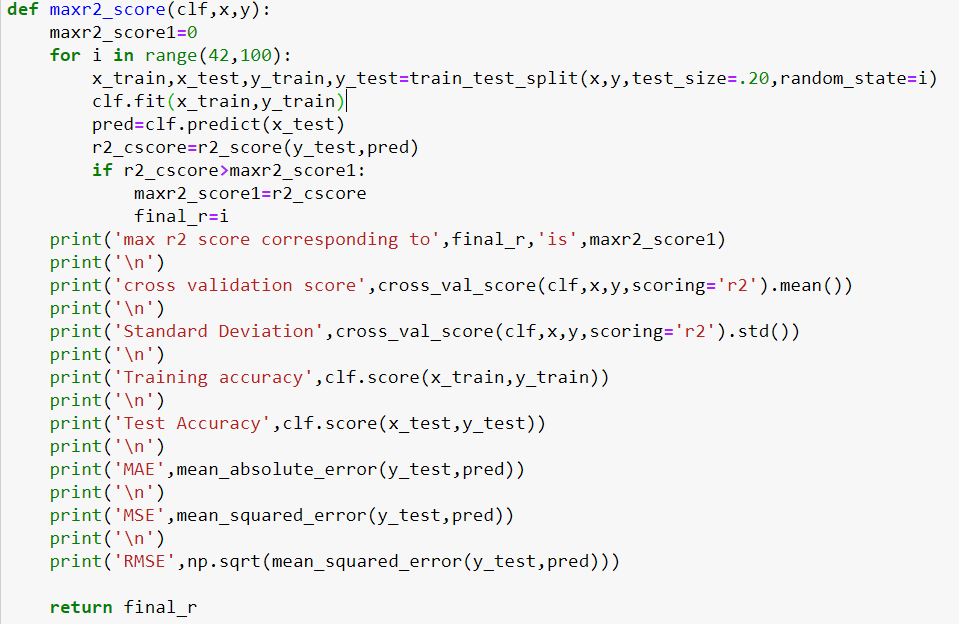 def maxr2_score(clf,x,y):
    maxr2_score1=0
    for i in range(42,100):
        x_train,x_test,y_train,y_test=train_test_split(x,y,test_size=.20,random_state=i)
        clf.fit(x_train,y_train)
        pred=clf.predict(x_test)
        r2_cscore=r2_score(y_test,pred)
        if r2_cscore>maxr2_score1:
            maxr2_score1=r2_cscore
            final_r=i
    print('max r2 score corresponding to',final_r,'is',maxr2_score1)
    print('\n')
    print('cross validation score',cross_val_score(clf,x,y,scoring='r2').mean())
    print('\n')
    print('Standard Deviation',cross_val_score(clf,x,y,scoring='r2').std())
    print('\n')
    print('Training accuracy',clf.score(x_train,y_train))
    print('\n')
    print('Test Accuracy',clf.score(x_test,y_test))
    print('\n')
    print('MAE',mean_absolute_error(y_test,pred))
    print('\n')
    print('MSE',mean_squared_error(y_test,pred))
    print('\n')
    print('RMSE',np.sqrt(mean_squared_error(y_test,pred)))
    return final_r